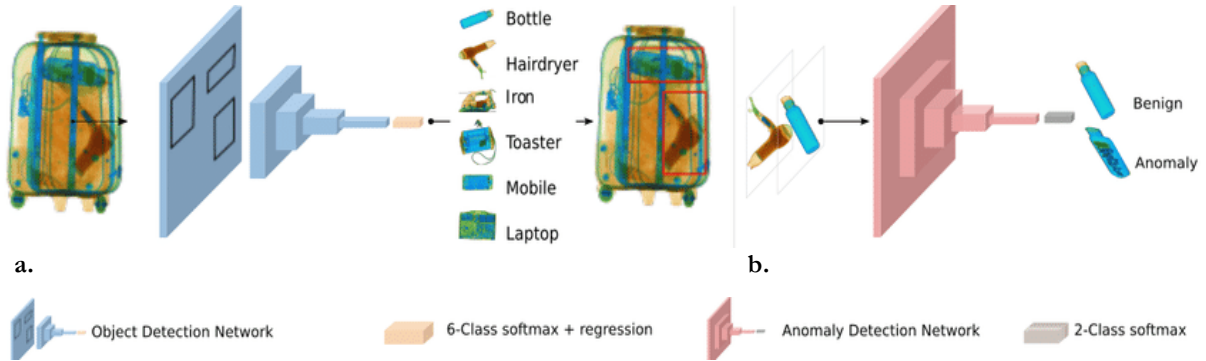 Bottle
Hairdryer
Iron
Toaster
Mobile
Laptop
Benign
Anomaly
a.
b.
Object Detection Network
6-Class softmax + regression
Anomaly Detection Network
2-Class softmax